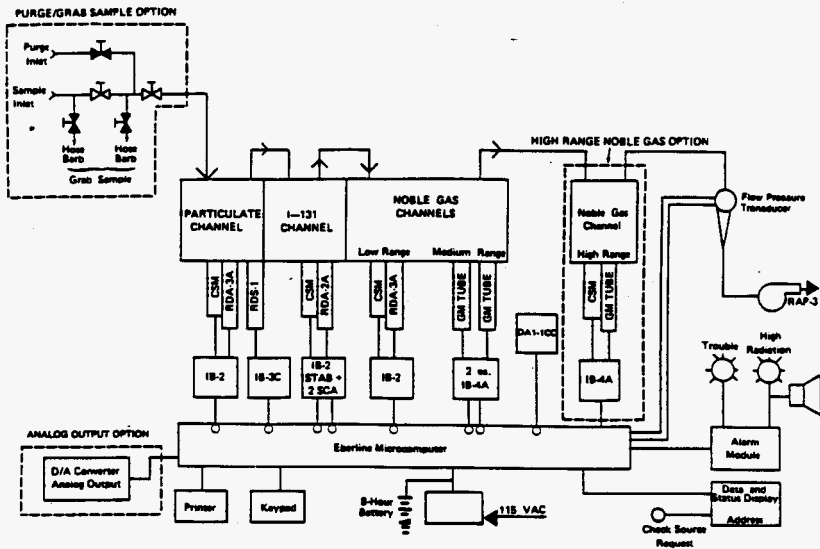 PURGE/GRAB SAMPLE OPTION
Purge
Inlet
Sample
Inlet
Hose
Barb
Hose
Barb
Grab Sample
HIGH RANGE NOBLE GAS OPTION
PARTICULATE
CHANNEL
I-131
CHANNEL
NOBLE GAS
CHANNELS
Low Range
Medium Range
Noble Gas
Channel
High Range
Flow Pressure
Transducer
RAP-3
CSM
RDA-3A
RDS-1
CSM
RDA-2A
CSM
RDA-3A
GM TUBE
GM TUBE
CSM
GM TUBE
DA1-1CC
IB-2
IB-3C
IB-2
STAB +
2 SCA
IB-2
2 ea.
IB-4A
IB-4A
Trouble
High
Radiation
Alarm
Module
ANALOG OUTPUT OPTION
D/A Converter
Analog Output
Eberline Microcomputer
Printer
Keypad
8-Hour
Battery
115 VAC
Data and
Status Display
Address
Check Source
Request